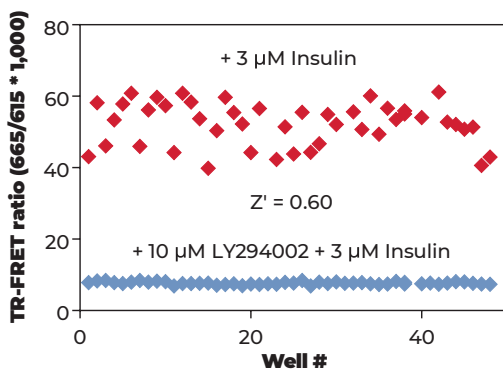 TR-FRET ratio (665/615 * 1,000)
80
60
40
20
0
+ 3 µM Insulin
Z' = 0.60
+ 10 µM LY294002 + 3 µM Insulin
0 20 40
Well #